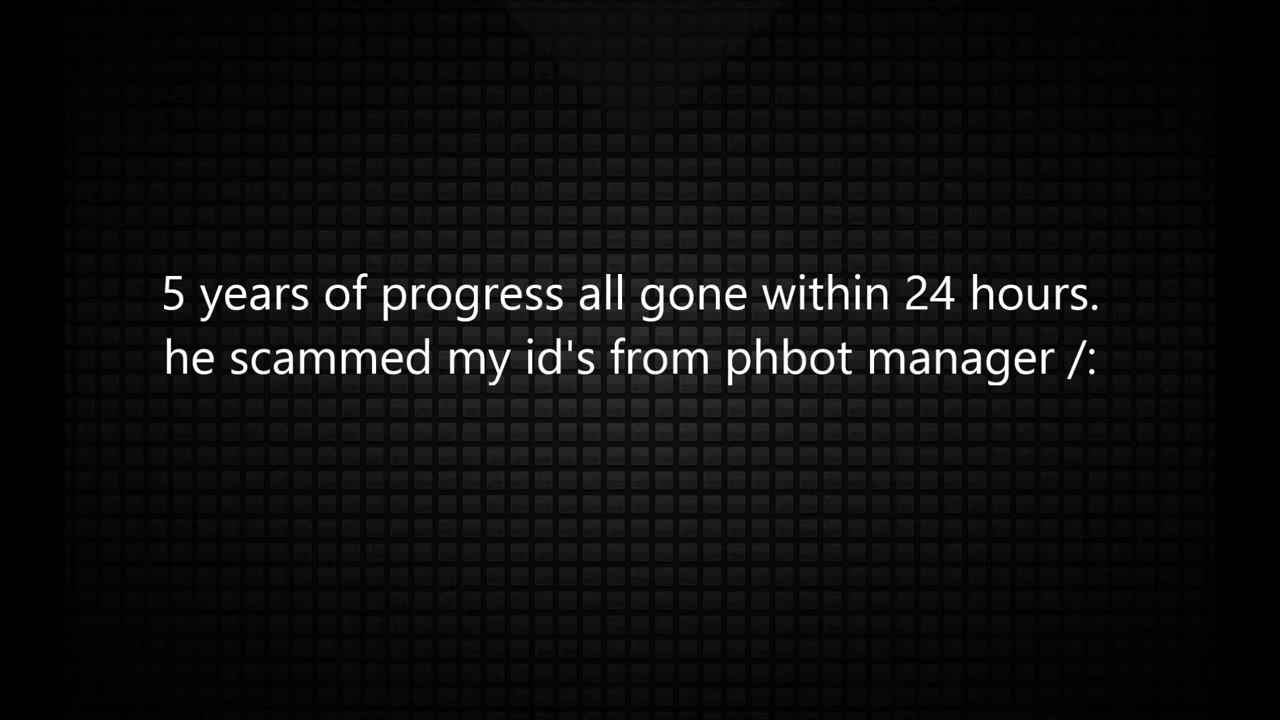 5 years of progress all gone within 24 hours.
he scammed my id's from phbot manager /: